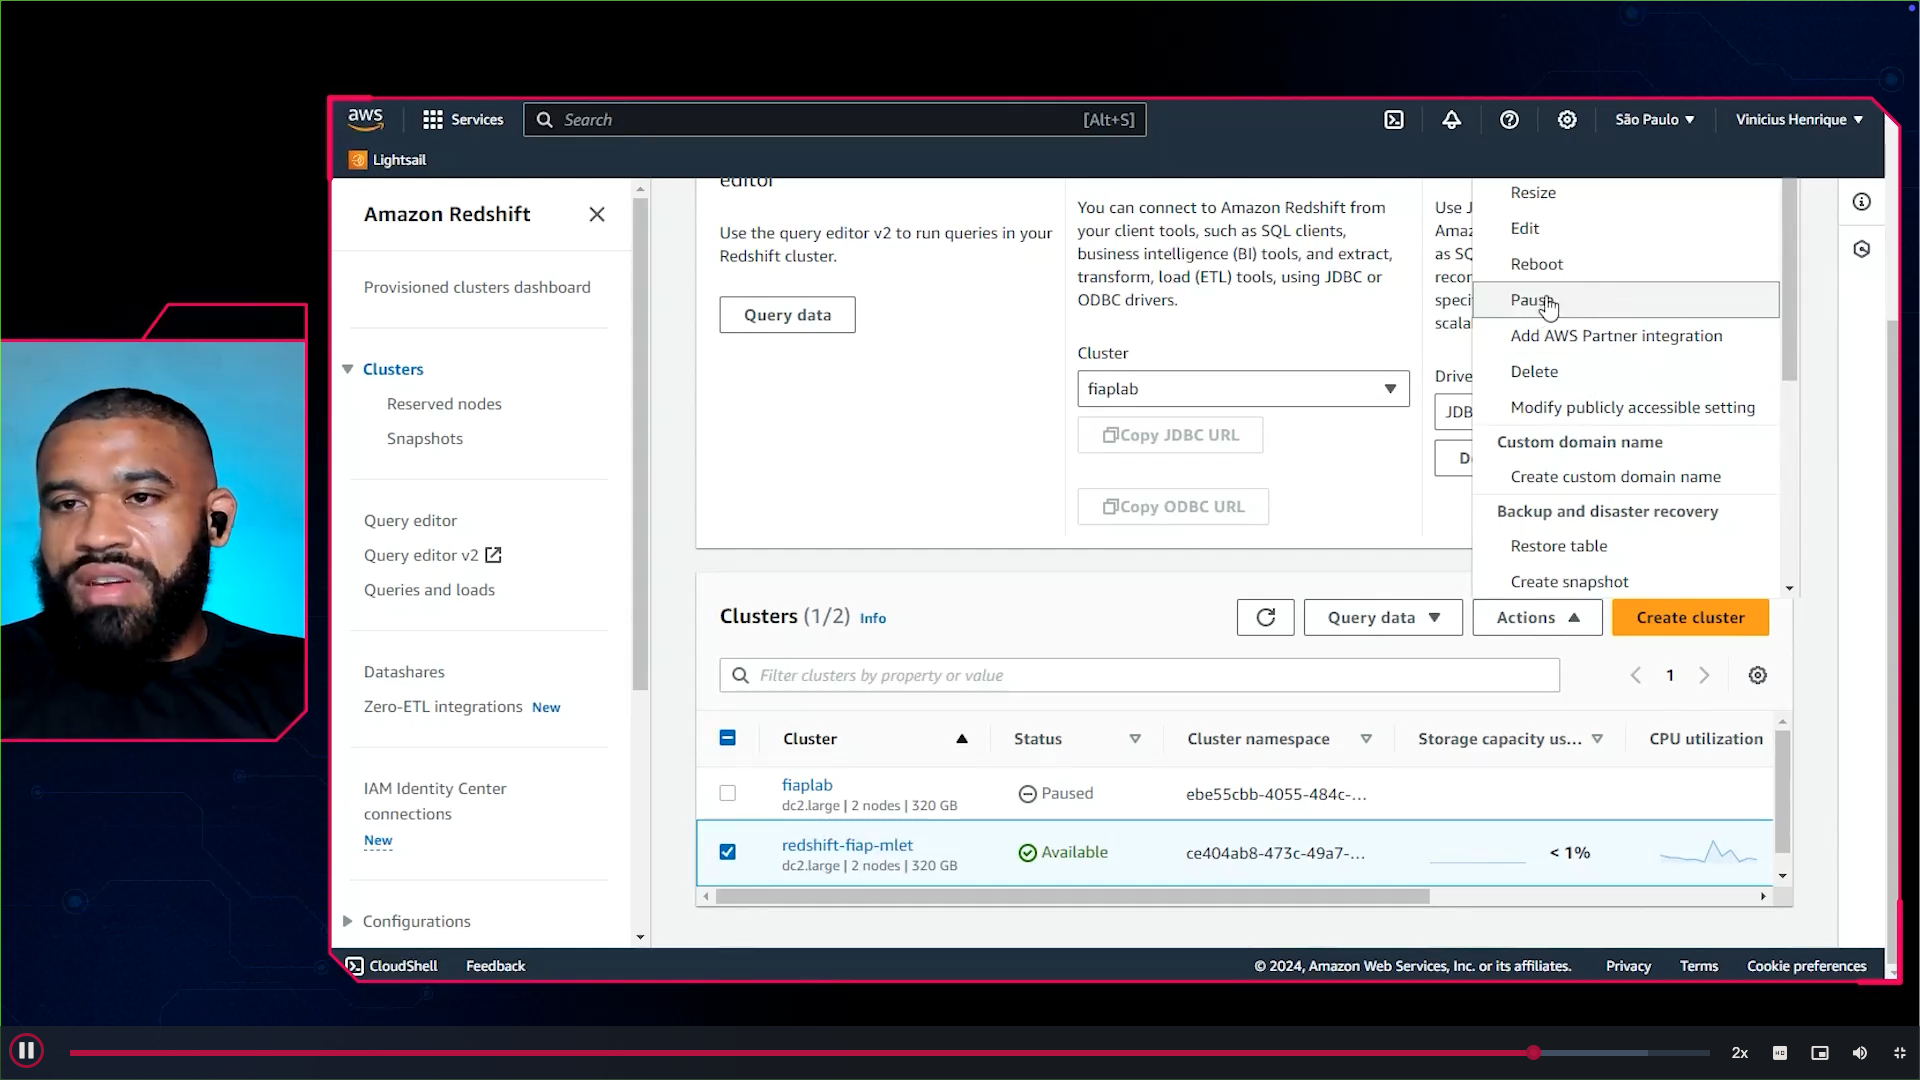 aws
Services
Search
[Alt+S]
São Paulo
Vinicius Henrique
Lightsail
Amazon Redshift
Provisioned clusters dashboard
Clusters
Reserved nodes
Snapshots
Query editor
Query editor v2
Queries and loads
Datashares
Zero-ETL integrations New
IAM Identity Center
connections
New
Configurations
editor
Use the query editor v2 to run queries in your
Redshift cluster.
Query data
You can connect to Amazon Redshift from
your client tools, such as SQL clients,
business intelligence (BI) tools, and extract,
transform, load (ETL) tools, using JDBC or
ODBC drivers.
Cluster
fiaplab
Copy JDBC URL
Copy ODBC URL
Use J
Amaz
as SQ
recor
speci
scala
Drive
JDB
D
Resize
Edit
Reboot
Pause
Add AWS Partner integration
Delete
Modify publicly accessible setting
Custom domain name
Create custom domain name
Backup and disaster recovery
Restore table
Create snapshot
Clusters (1/2) Info
Query data
Actions
Create cluster
Filter clusters by property or value
1
Cluster
Status
Cluster namespace
Storage capacity us...
CPU utilization
fiaplab
dc2.large | 2 nodes | 320 GB
Paused
ebe55cbb-4055-484c-...
redshift-fiap-mlet
dc2.large | 2 nodes | 320 GB
Available
ce404ab8-473c-49a7-...
< 1%
CloudShell
Feedback
© 2024, Amazon Web Services, Inc. or its affiliates.
Privacy
Terms
Cookie preferences
2x